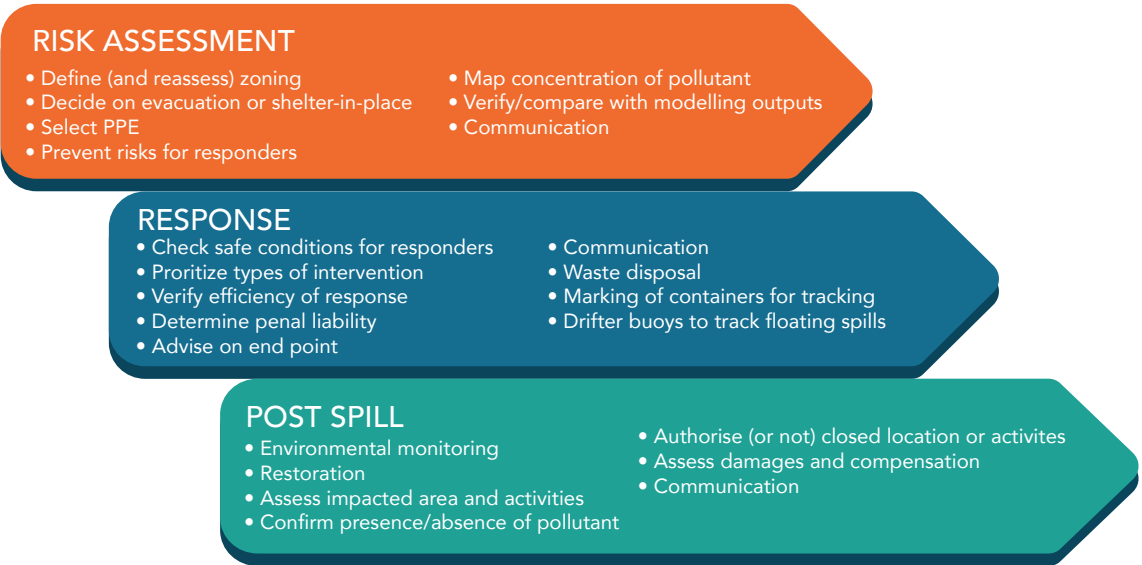 RISK ASSESSMENT
• Define (and reassess) zoning
• Decide on evacuation or shelter-in-place
• Select PPE
• Prevent risks for responders
• Map concentration of pollutant
• Verify/compare with modelling outputs
• Communication
RESPONSE
• Check safe conditions for responders
• Proritize types of intervention
• Verify efficiency of response
• Determine penal liability
• Advise on end point
• Communication
• Waste disposal
• Marking of containers for tracking
• Drifter buoys to track floating spills
POST SPILL
• Environmental monitoring
• Restoration
• Assess impacted area and activities
• Confirm presence/absence of pollutant
• Authorise (or not) closed location or activites
• Assess damages and compensation
• Communication